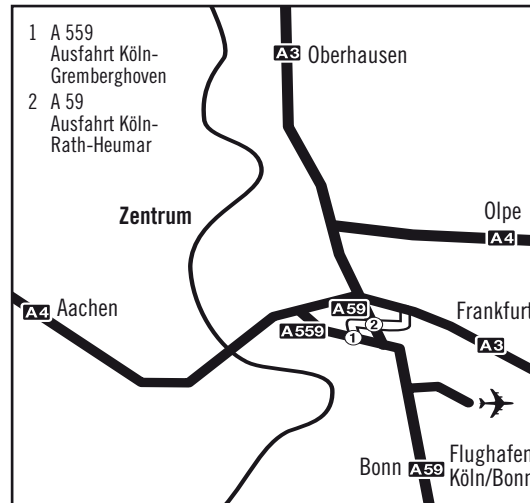 1 A 559
Ausfahrt Köln-
Gremberghoven
2 A 59
Ausfahrt Köln-
Rath-Heumar
A3 Oberhausen
Zentrum
Olpe
A4
A4 Aachen
A59
Frankfurt
A559
2
1
A3
Bonn A59
Flughafen
Köln/Bonn